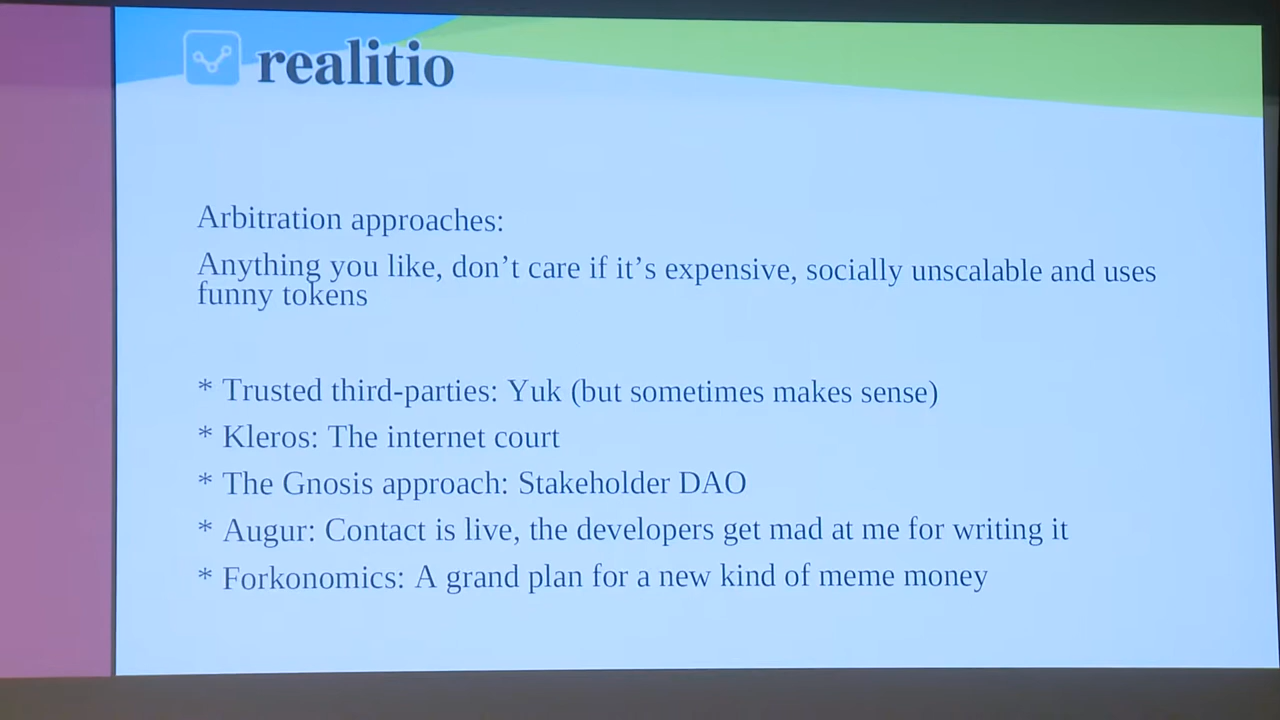 realitio
Arbitration approaches:
Anything you like, don’t care if it’s expensive, socially unscalable and uses
funny tokens
* Trusted third-parties: Yuk (but sometimes makes sense)
* Kleros: The internet court
* The Gnosis approach: Stakeholder DAO
* Augur: Contact is live, the developers get mad at me for writing it
* Forkonomics: A grand plan for a new kind of meme money